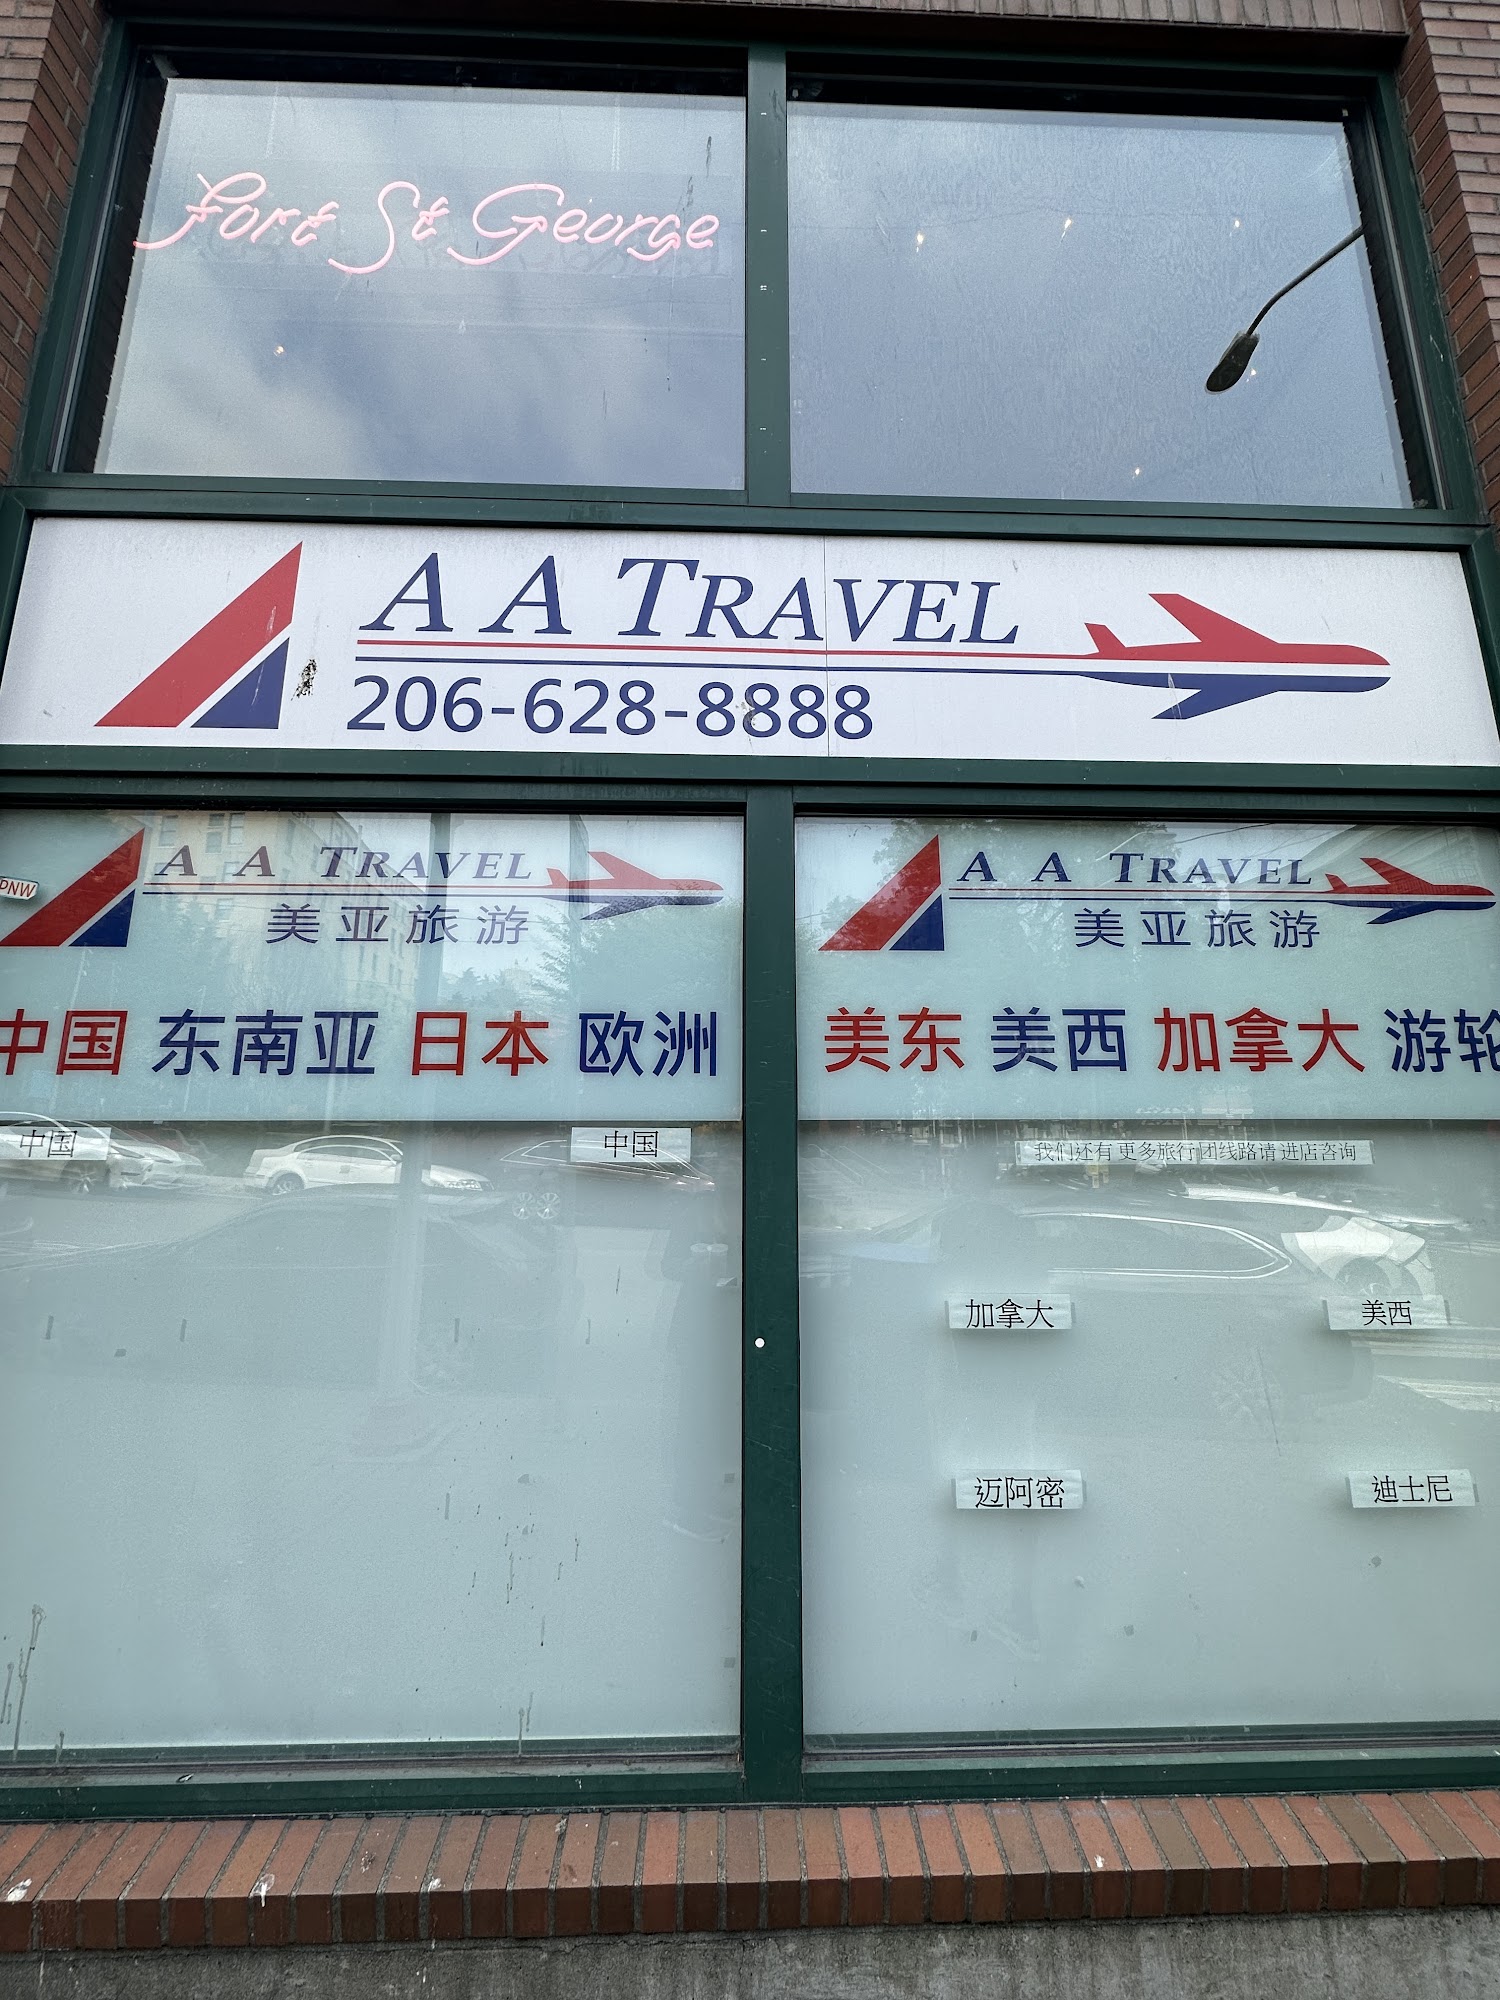 Fort St George
A A TRAVEL
206-628-8888
A A TRAVEL
美亚旅游
PNW
中国 东南亚 日本 欧洲
中国 中国
A A TRAVEL
美亚旅游
美东 美西 加拿大 游轮
我们还有更多旅行团线路请进店咨询
加拿大 美西
迈阿密 迪士尼